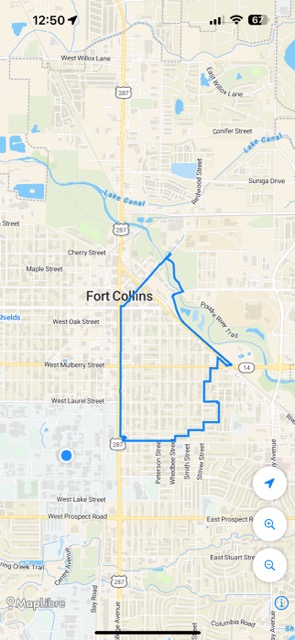 12:50
67
West Willox Lane
East Willox Lane
287
Conifer Street
Lake Canal
Redwood Street
Suniga Drive
Lake Canal
Street
287
Cherry Street
Maple Street
Fort Collins
Poudre River Trail
Shields
West Oak Street
West Mulberry Street
14
West Laurel Street
287
Peterson Street
Whedbee Street
Smith Street
Stover Street
Avenue
West Lake Street
West Prospect Road
East Prospect R
East Stuart Stre
ring Creek Trail
Centre Avenue
287
Bay Road
MapLibre
Columbia Road